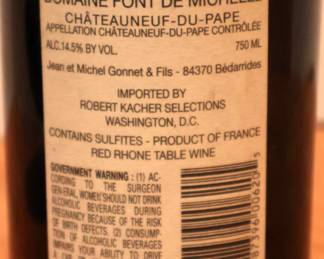 DOMAINE FONT DE MICHELLE
CHÂTEAUNEUF-DU-PAPE
APPELLATION CHÂTEAUNEUF-DU-PAPE CONTRÔLÉE
ALC.14.5% BY VOL. 750 ML
Jean et Michel Gonnet & Fils - 84370 Bédarrides
IMPORTED BY
ROBERT KACHER SELECTIONS
WASHINGTON, D.C.
CONTAINS SULFITES - PRODUCT OF FRANCE
RED RHONE TABLE WINE
GOVERNMENT WARNING : (1) AC-
CORDING TO THE SURGEON
GENERAL, WOMEN SHOULD NOT DRINK
ALCOHOLIC BEVERAGES DURING
PREGNANCY BECAUSE OF THE RISK
OF BIRTH DEFECTS. (2) CONSUMP-
TION OF ALCOHOLIC BEVERAGES
IMPAIRS YOUR ABILITY TO DRIVE